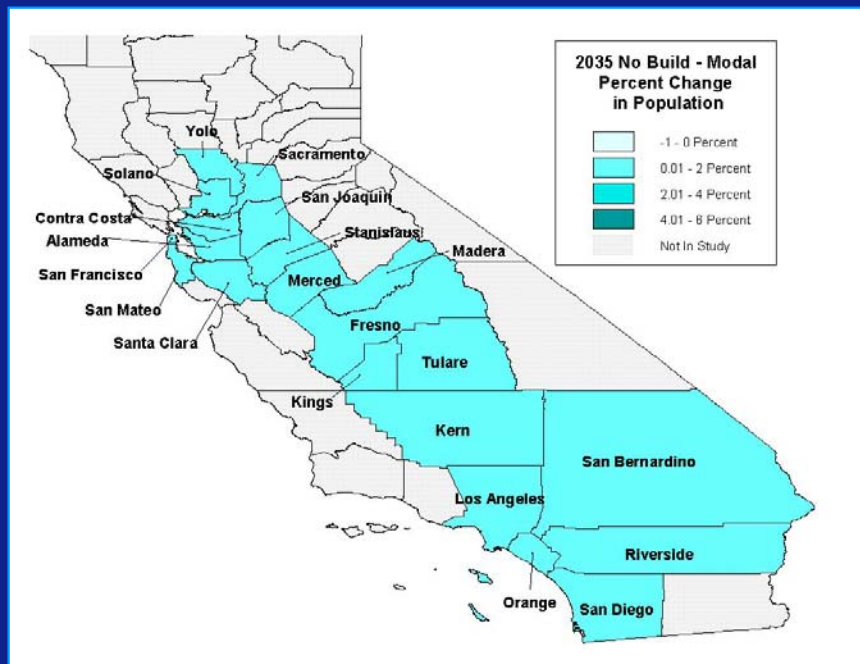 2035 No Build - Modal
Percent Change
in Population
-1 - 0 Percent
0.01 - 2 Percent
2.01 - 4 Percent
4.01 - 6 Percent
Not In Study
Yolo
Sacramento
Solano
San Joaquin
Contra Costa
Stanislaus
Alameda
Madera
San Francisco
Merced
San Mateo
Fresno
Santa Clara
Tulare
Kings
Kern
San Bernardino
Los Angeles
Riverside
Orange
San Diego